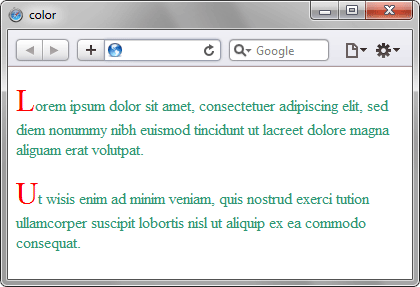 color
Google
Lorem ipsum dolor sit amet, consectetuer adipiscing elit, sed
diem nonummy nibh euismod tincidunt ut lacreet dolore magna
aliguam erat volutpat.
Ut wisis enim ad minim veniam, quis nostrud exerci tution
ullamcorper suscipit lobortis nisl ut aliquip ex ea commodo
consequat.